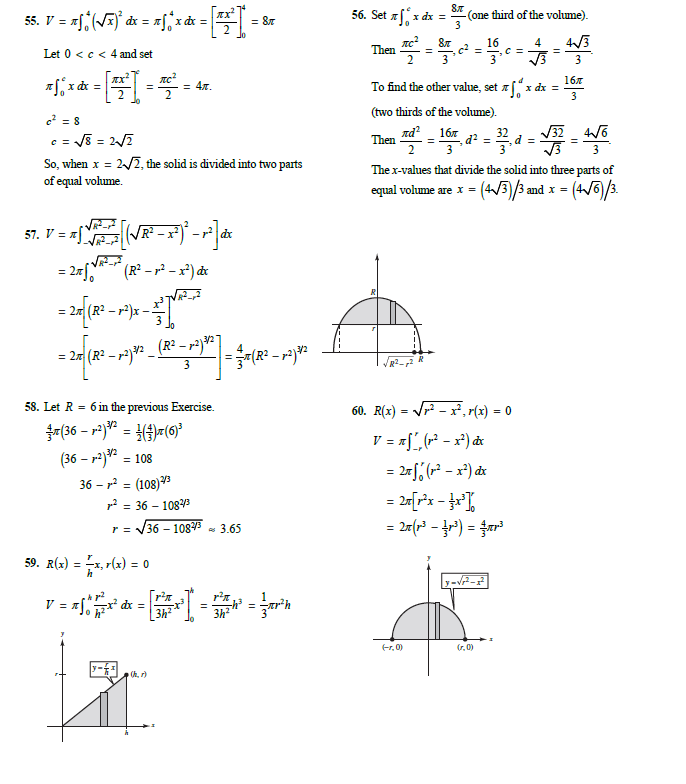 55. V = π∫₀⁴(√x)² dx = π∫₀⁴ x dx = [πx²/2]₀⁴ = 8π
Let 0 < c < 4 and set
π∫₀ᶜ x dx = [πx²/2]₀ᶜ = πc²/2 = 4π.
c² = 8
c = √8 = 2√2
So, when x = 2√2, the solid is divided into two parts
of equal volume.
56. Set π∫₀ᶜ x dx = 8π/3 (one third of the volume).
Then πc²/2 = 8π/3, c² = 16/3, c = 4/√3 = 4√3/3.
To find the other value, set π∫₀ᵈ x dx = 16π/3
(two thirds of the volume).
Then πd²/2 = 16π/3, d² = 32/3, d = √32/√3 = 4√6/3.
The x-values that divide the solid into three parts of
equal volume are x = (4√3)/3 and x = (4√6)/3.
57. V = π∫_{-√(R²-r²)}^{√(R²-r²)} [(√(R² - x²))² - r²] dx
= 2π∫₀^{√(R²-r²)} (R² - r² - x²) dx
= 2π[(R² - r²)x - x³/3]₀^{√(R²-r²)}
= 2π[(R² - r²)^{3/2} - (R² - r²)^{3/2}/3] = 4/3 π(R² - r²)^{3/2}
R
r
√R²-r² R
58. Let R = 6 in the previous Exercise.
4/3 π(36 - r²)^{3/2} = 1/2(4/3)π(6)³
(36 - r²)^{3/2} = 108
36 - r² = (108)^{2/3}
r² = 36 - 108^{2/3}
r = √(36 - 108^{2/3}) ≈ 3.65
59. R(x) = r/h x, r(x) = 0
V = π∫₀ʰ r²/h² x² dx = [r²π/3h² x³]₀ʰ = r²π/3h² h³ = 1/3 πr²h
y
y = r/h x
(h, r)
r
x
h
60. R(x) = √(r² - x²), r(x) = 0
V = π∫_{-r}^{r} (r² - x²) dx
= 2π∫₀ʳ (r² - x²) dx
= 2π[r²x - 1/3 x³]₀ʳ
= 2π(r³ - 1/3 r³) = 4/3 πr³
y
y = √r² - x²
x
(-r, 0) (r, 0)